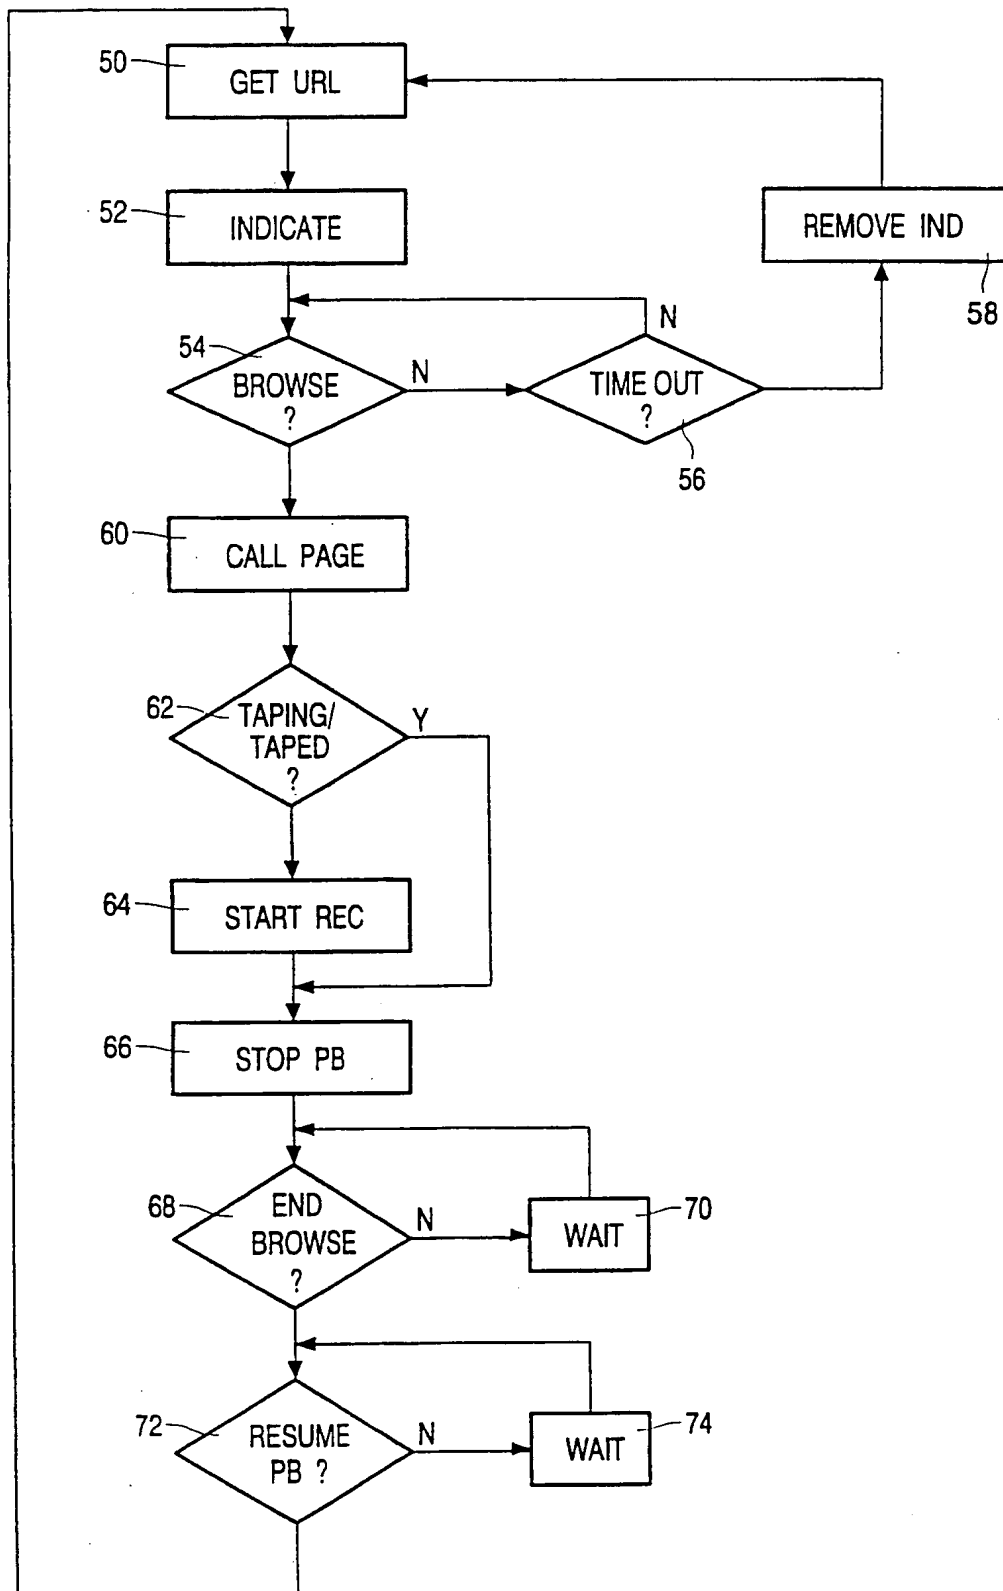 50
GET URL
52
INDICATE
REMOVE IND
58
N
54
BROWSE
?
N
TIME OUT
?
56
60
CALL PAGE
62
TAPING/
TAPED
?
Y
64
START REC
66
STOP PB
68
END
BROWSE
?
N
70
WAIT
72
RESUME
PB ?
N
74
WAIT